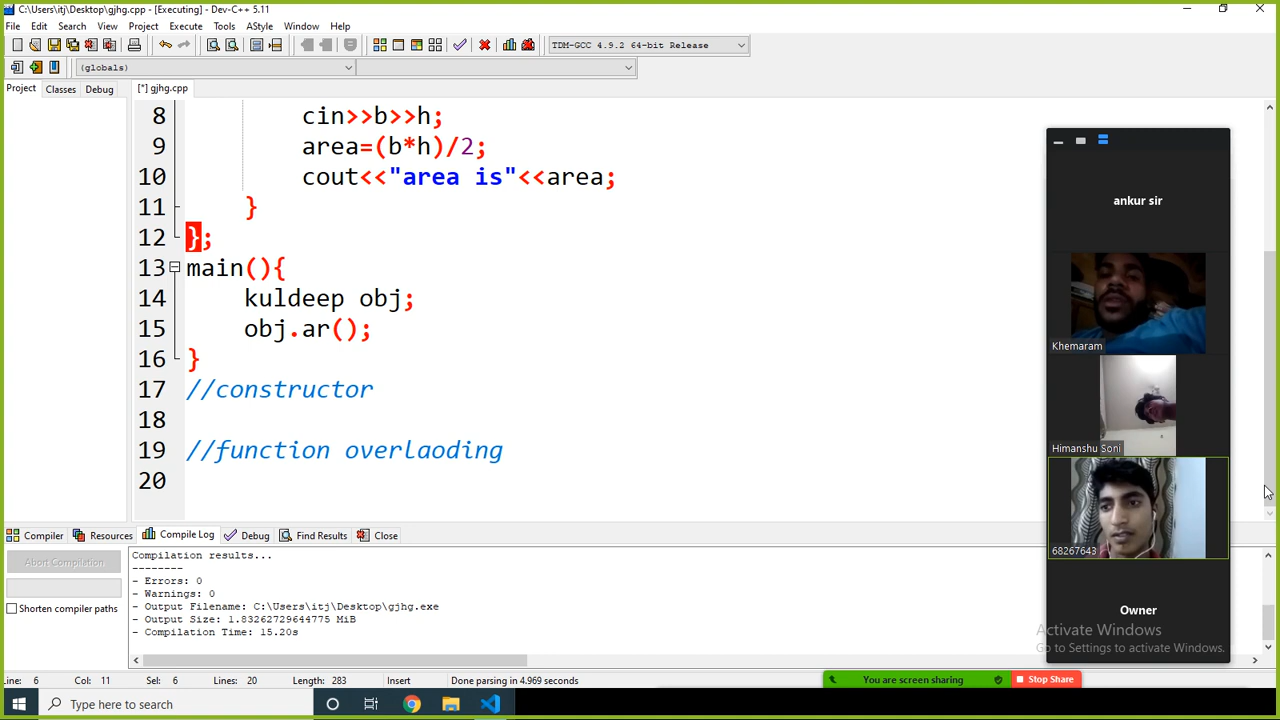 C:\Users\itj\Desktop\gjhg.cpp - [Executing] - Dev-C++ 5.11
File Edit Search View Project Execute Tools AStyle Window Help
TDM-GCC 4.9.2 64-bit Release
(globals)
Project Classes Debug
[*] gjhg.cpp
8 cin>>b>>h;
9 area=(b*h)/2;
10 cout<<"area is"<<area;
11 }
12 };
13 main(){
14 kuldeep obj;
15 obj.ar();
16 }
17 //constructor
18
19 //function overlaoding
20
ankur sir
Khemaram
Himanshu Soni
68267643
Owner
Compiler Resources Compile Log Debug Find Results Close
Abort Compilation
Shorten compiler paths
Compilation results...
--------
- Errors: 0
- Warnings: 0
- Output Filename: C:\Users\itj\Desktop\gjhg.exe
- Output Size: 1.83262729644775 MiB
- Compilation Time: 15.20s
Activate Windows
Go to Settings to activate Windows.
Line: 6 Col: 11 Sel: 6 Lines: 20 Length: 283 Insert Done parsing in 4.969 seconds
You are screen sharing Stop Share
Type here to search